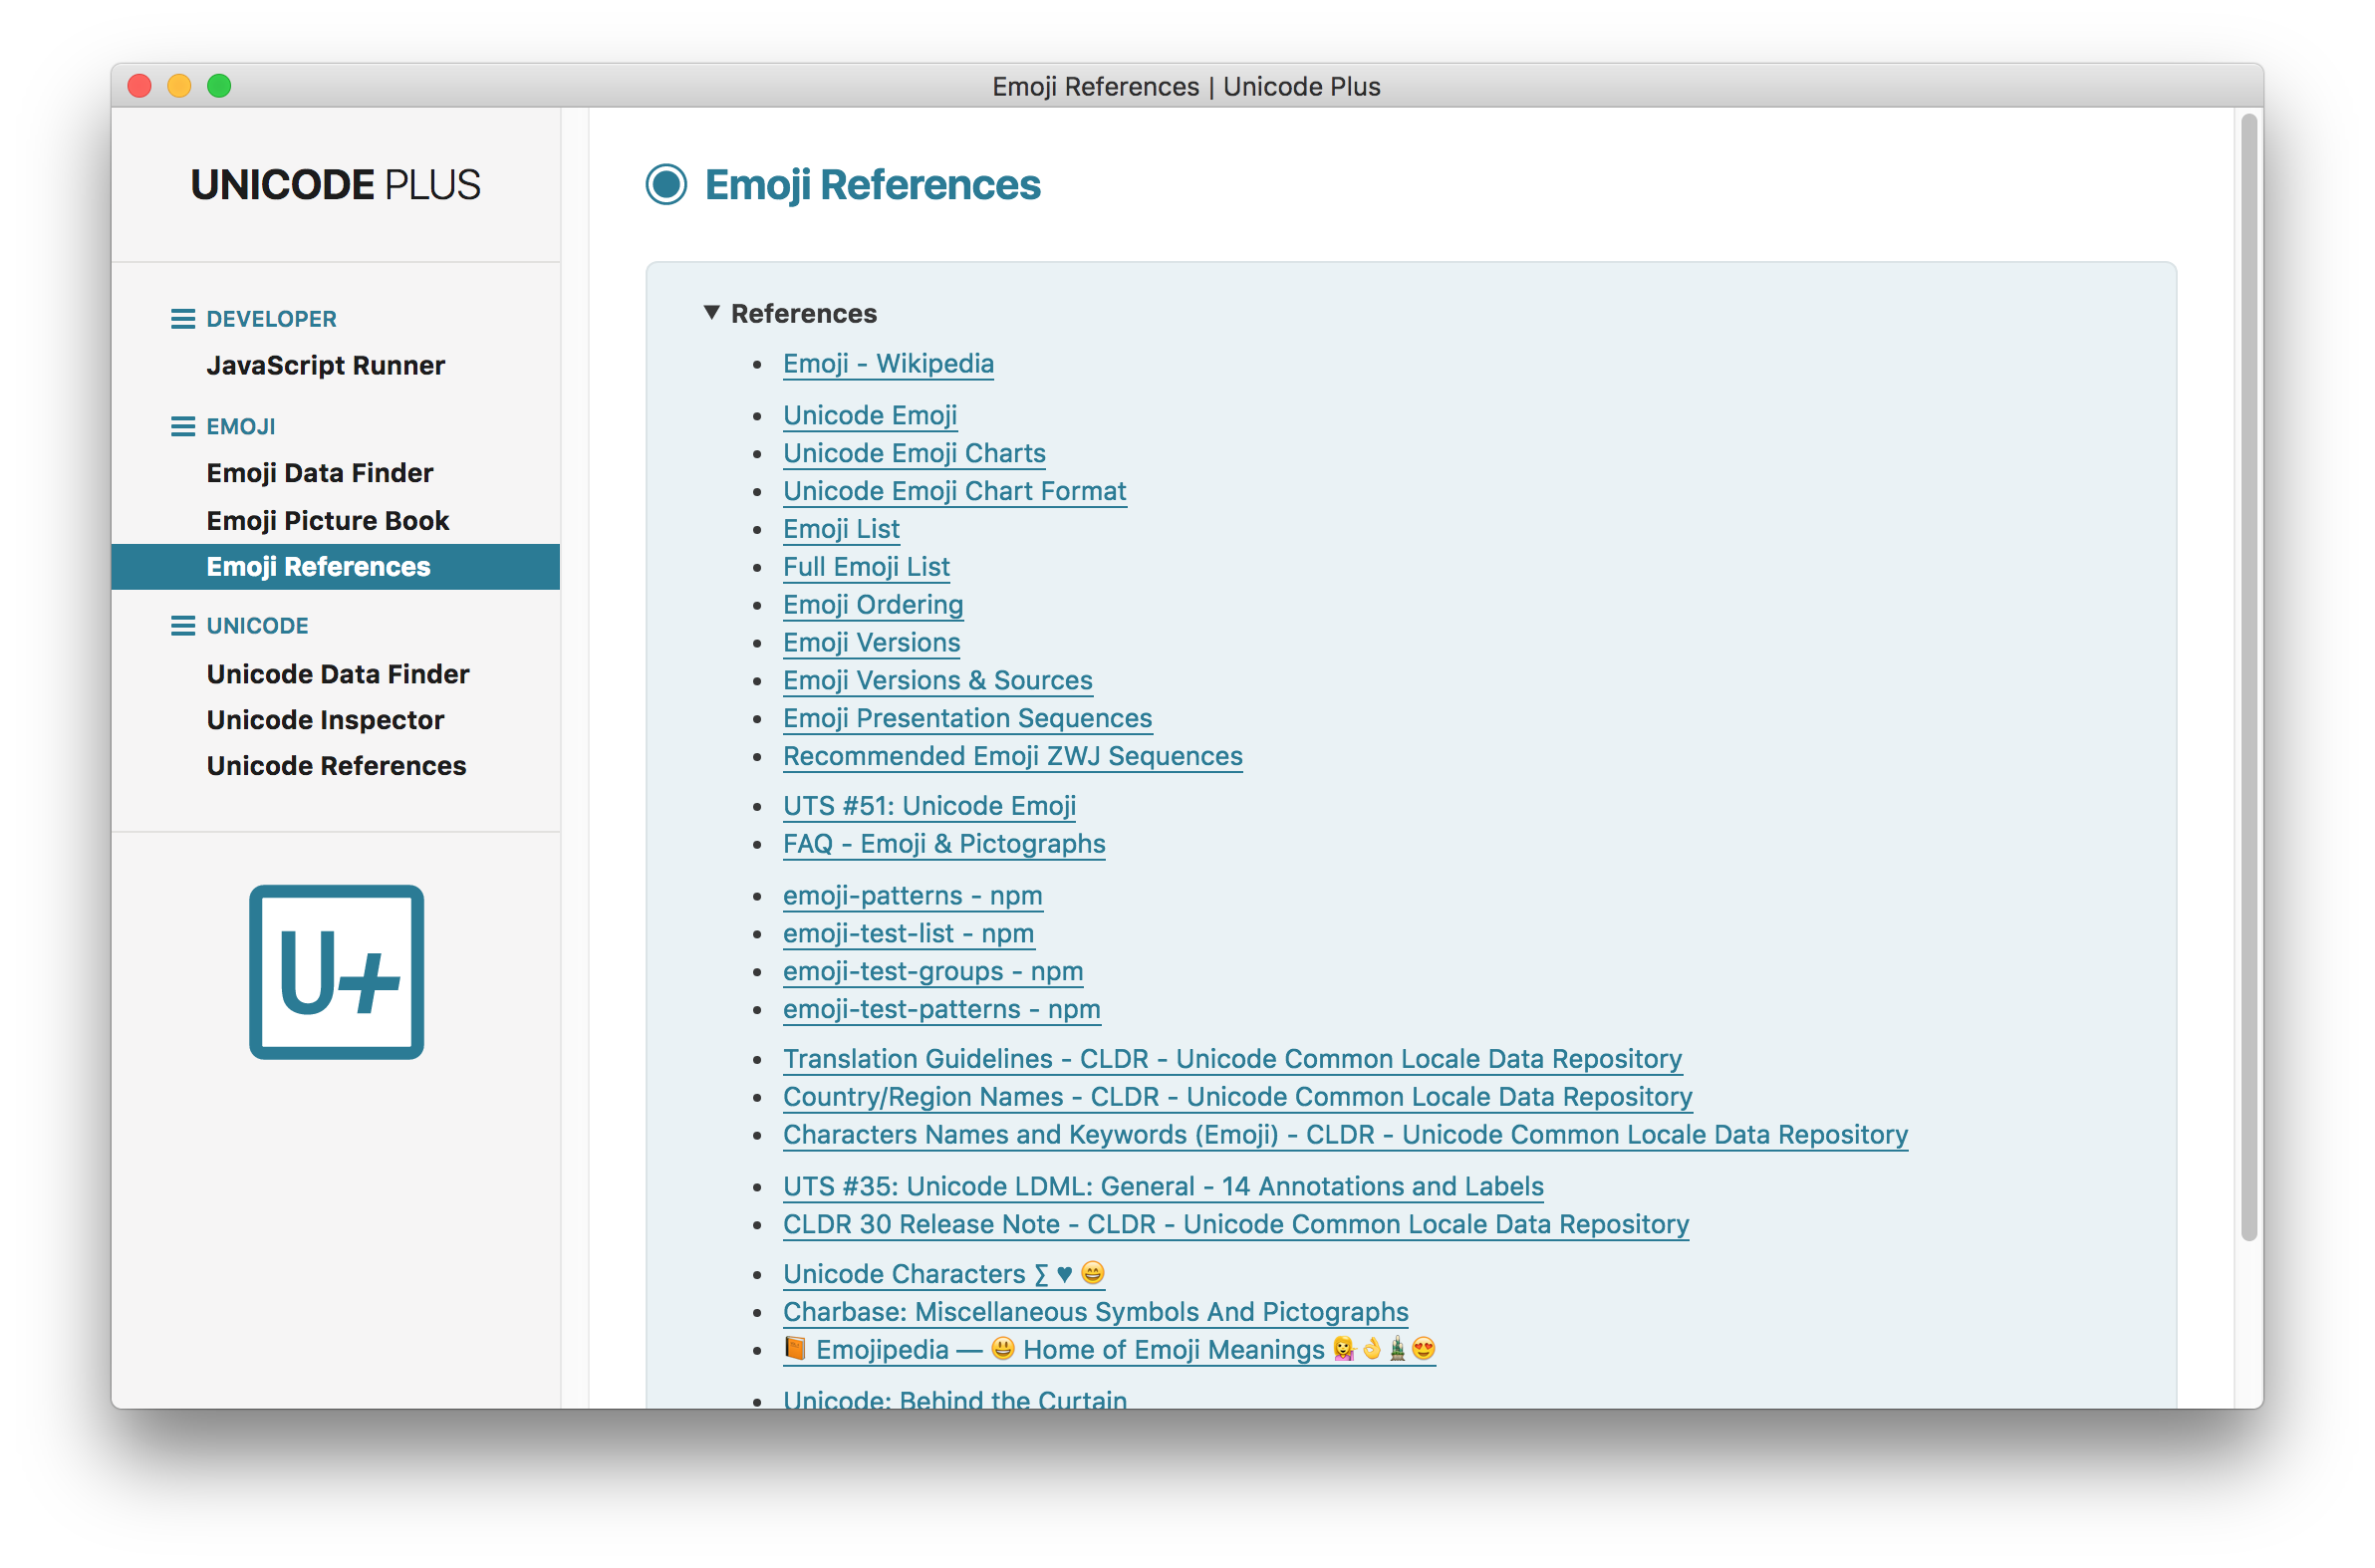 Emoji References | Unicode Plus
UNICODE PLUS
DEVELOPER
JavaScript Runner
EMOJI
Emoji Data Finder
Emoji Picture Book
Emoji References
UNICODE
Unicode Data Finder
Unicode Inspector
Unicode References
U+
Emoji References
▼ References
• Emoji - Wikipedia
• Unicode Emoji
• Unicode Emoji Charts
• Unicode Emoji Chart Format
• Emoji List
• Full Emoji List
• Emoji Ordering
• Emoji Versions
• Emoji Versions & Sources
• Emoji Presentation Sequences
• Recommended Emoji ZWJ Sequences
• UTS #51: Unicode Emoji
• FAQ - Emoji & Pictographs
• emoji-patterns - npm
• emoji-test-list - npm
• emoji-test-groups - npm
• emoji-test-patterns - npm
• Translation Guidelines - CLDR - Unicode Common Locale Data Repository
• Country/Region Names - CLDR - Unicode Common Locale Data Repository
• Characters Names and Keywords (Emoji) - CLDR - Unicode Common Locale Data Repository
• UTS #35: Unicode LDML: General - 14 Annotations and Labels
• CLDR 30 Release Note - CLDR - Unicode Common Locale Data Repository
• Unicode Characters ∑ ♥ 😄
• Charbase: Miscellaneous Symbols And Pictographs
• 📙 Emojipedia — 😃 Home of Emoji Meanings 💁👌🎍😍
• Unicode: Behind the Curtain